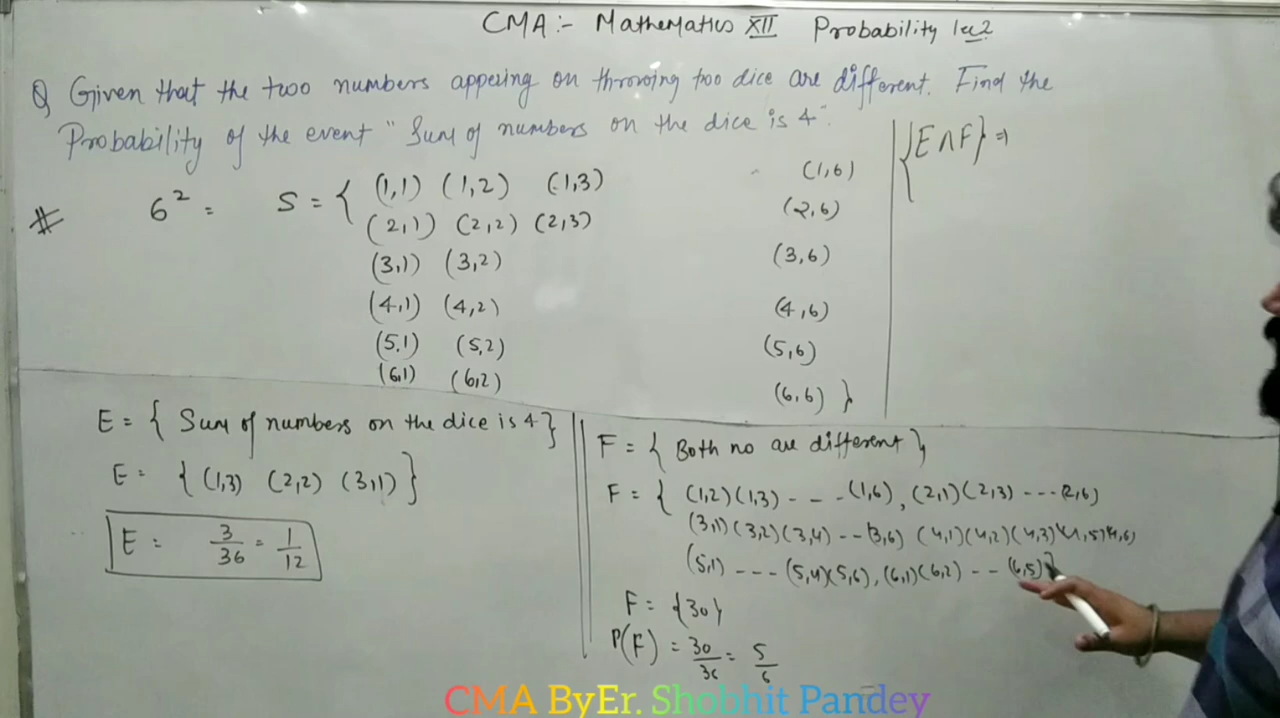 CMA:- Mathematics XII Probability lec2
Q Given that the two numbers appering on throwing two dice are different. Find the
Probability of the event "Sum of numbers on the dice is 4".
{E ∩ F} ⇒
# 6² = S = { (1,1) (1,2) (1,3) (1,6)
(2,1) (2,2) (2,3) (2,6)
(3,1) (3,2) (3,6)
(4,1) (4,2) (4,6)
(5,1) (5,2) (5,6)
(6,1) (6,2) (6,6) }
E = { Sum of numbers on the dice is 4 }
E = { (1,3) (2,2) (3,1) }
E = 3/36 = 1/12
F = { Both no are different },
F = { (1,2) (1,3) - - - (1,6), (2,1) (2,3) --- (2,6)
(3,1) (3,2) (3,4) -- (3,6) (4,1) (4,2) (4,3) (4,5) (4,6)
(5,1) - - - - (5,4) (5,6), (6,1) (6,2) - - (6,5) }
F = {30}
P(F) = 30/36 = 5/6
CMA ByEr. Shobhit Pandey